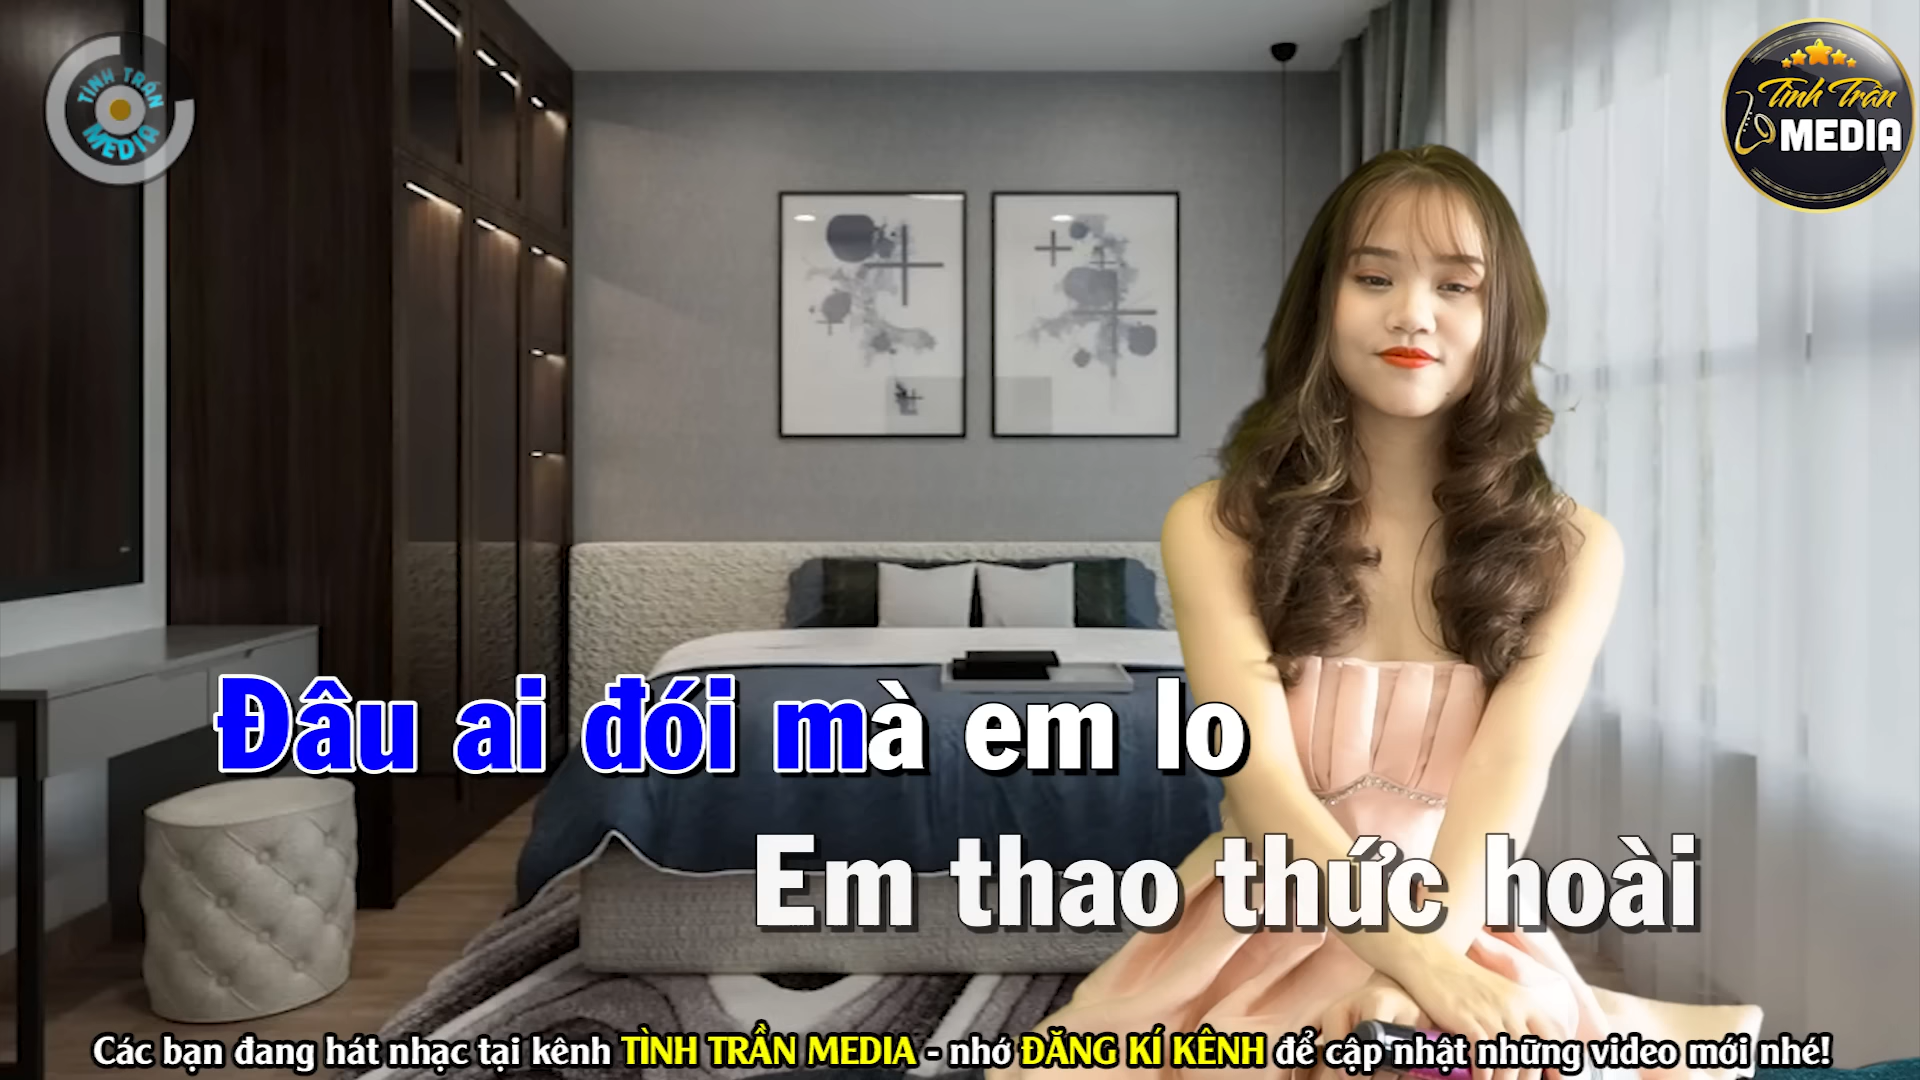 TÌNH TRẦN
MEDIA
Tình Trần
MEDIA
Đâu ai đói mà em lo
Em thao thức hoài
Các bạn đang hát nhạc tại kênh TÌNH TRẦN MEDIA - nhớ ĐĂNG KÍ KÊNH để cập nhật những video mới nhé!